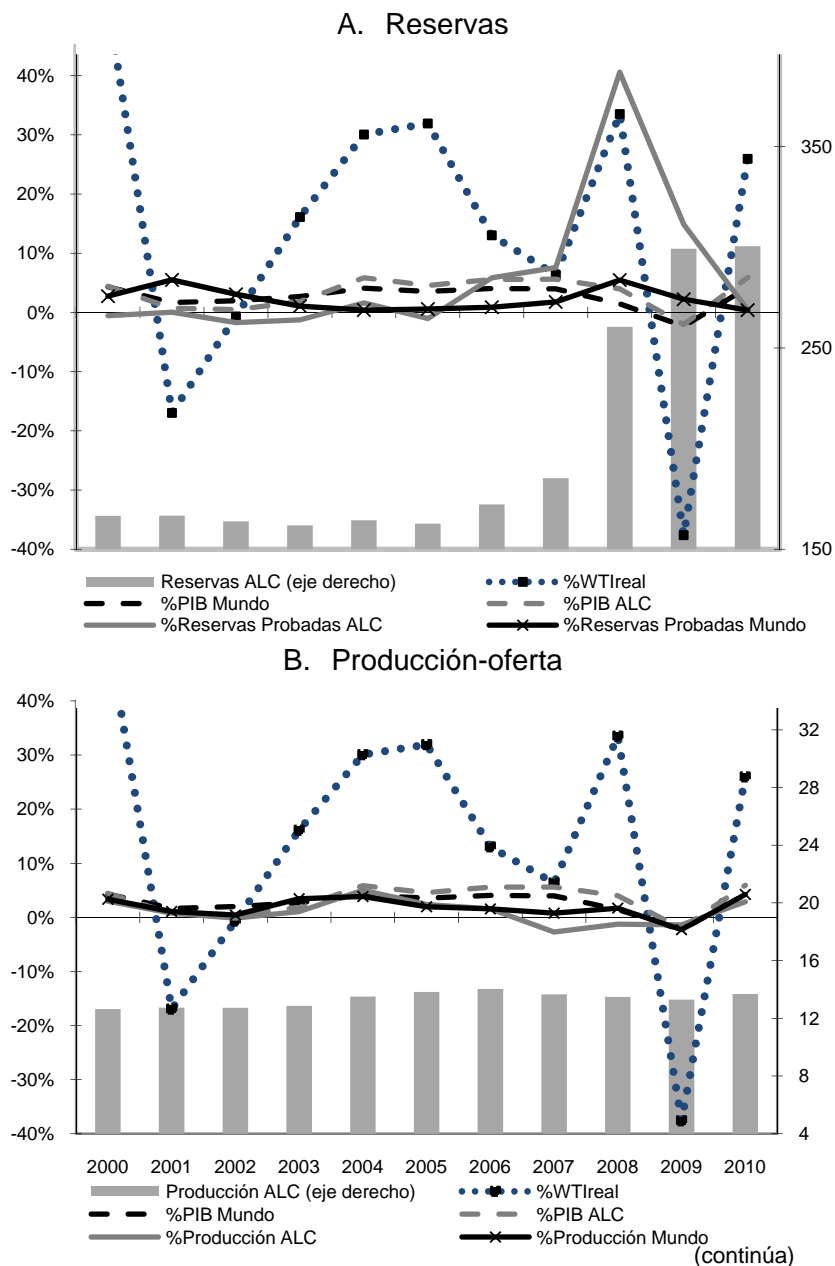 A. Reservas
40%
30%
20%
10%
0%
-10%
-20%
-30%
-40%
350
250
150
Reservas ALC (eje derecho)
%WTIreal
%PIB Mundo
%PIB ALC
%Reservas Probadas ALC
%Reservas Probadas Mundo
B. Producción-oferta
40%
30%
20%
10%
0%
-10%
-20%
-30%
-40%
32
28
24
20
16
12
8
4
2000 2001 2002 2003 2004 2005 2006 2007 2008 2009 2010
Producción ALC (eje derecho)
%WTIreal
%PIB Mundo
%PIB ALC
%Producción ALC
%Producción Mundo
(continúa)